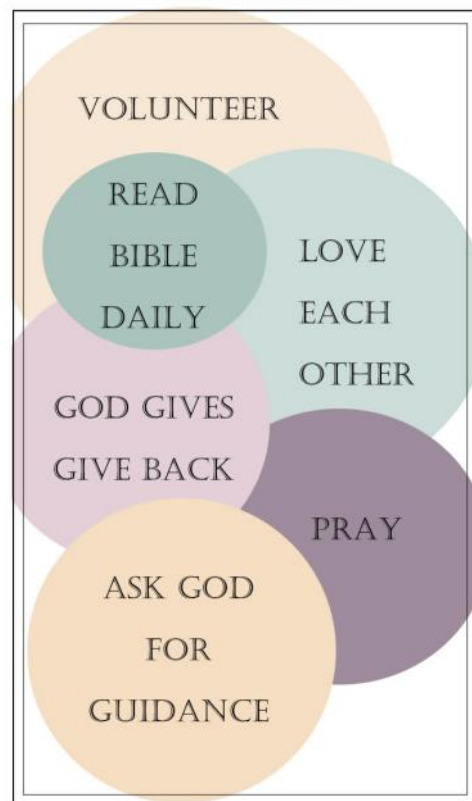 VOLUNTEER
READ
BIBLE
DAILY
LOVE
EACH
OTHER
GOD GIVES
GIVE BACK
PRAY
ASK GOD
FOR
GUIDANCE